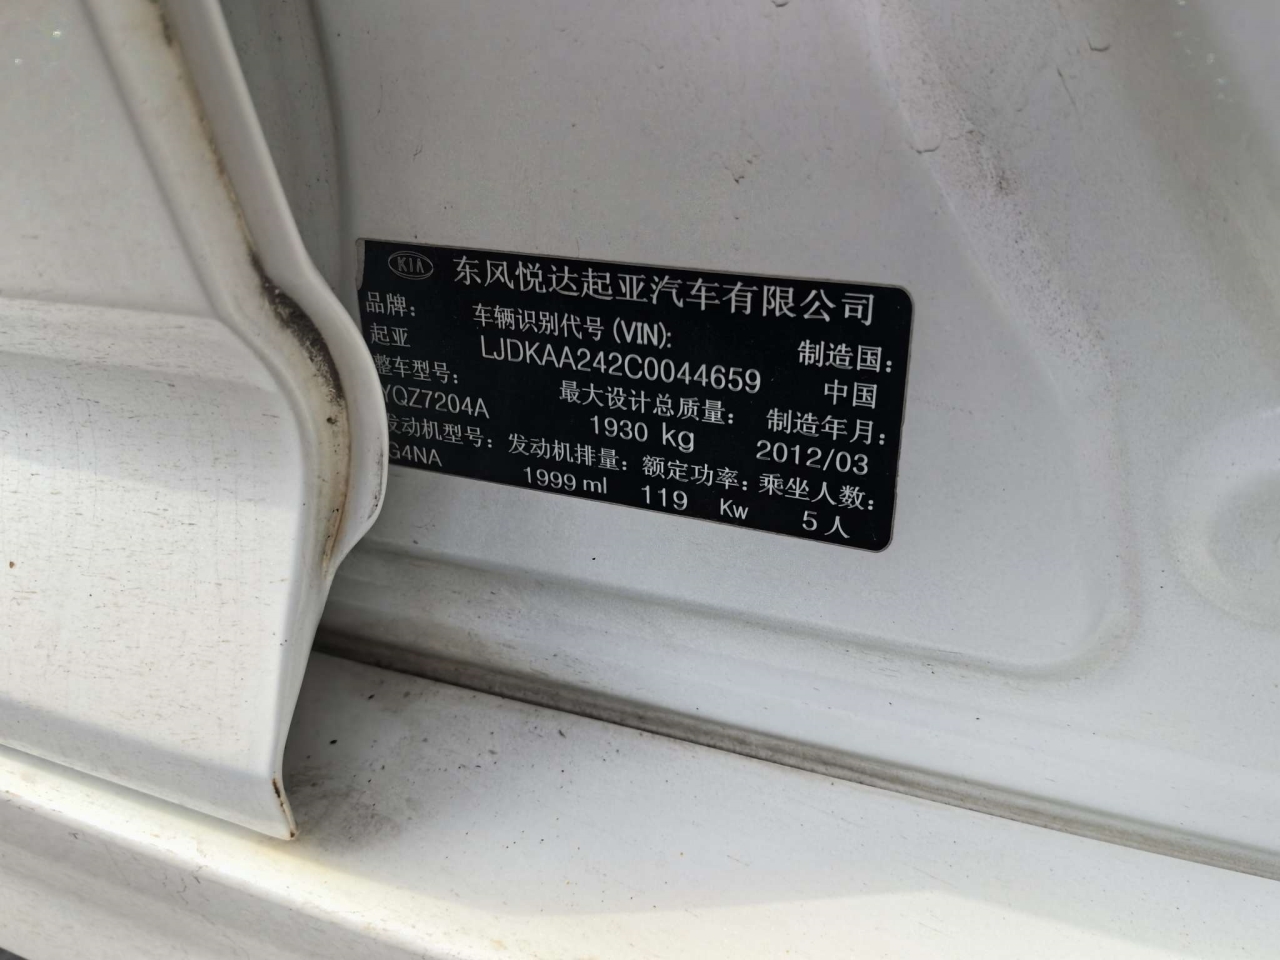 KIA 东风悦达起亚汽车有限公司
品牌: 车辆识别代号 (VIN): 制造国:
起亚 LJDKAA242C0044659 中国
整车型号: 最大设计总质量: 制造年月:
YQZ7204A 1930 kg 2012/03
发动机型号: 发动机排量: 额定功率: 乘坐人数:
G4NA 1999 ml 119 Kw 5 人